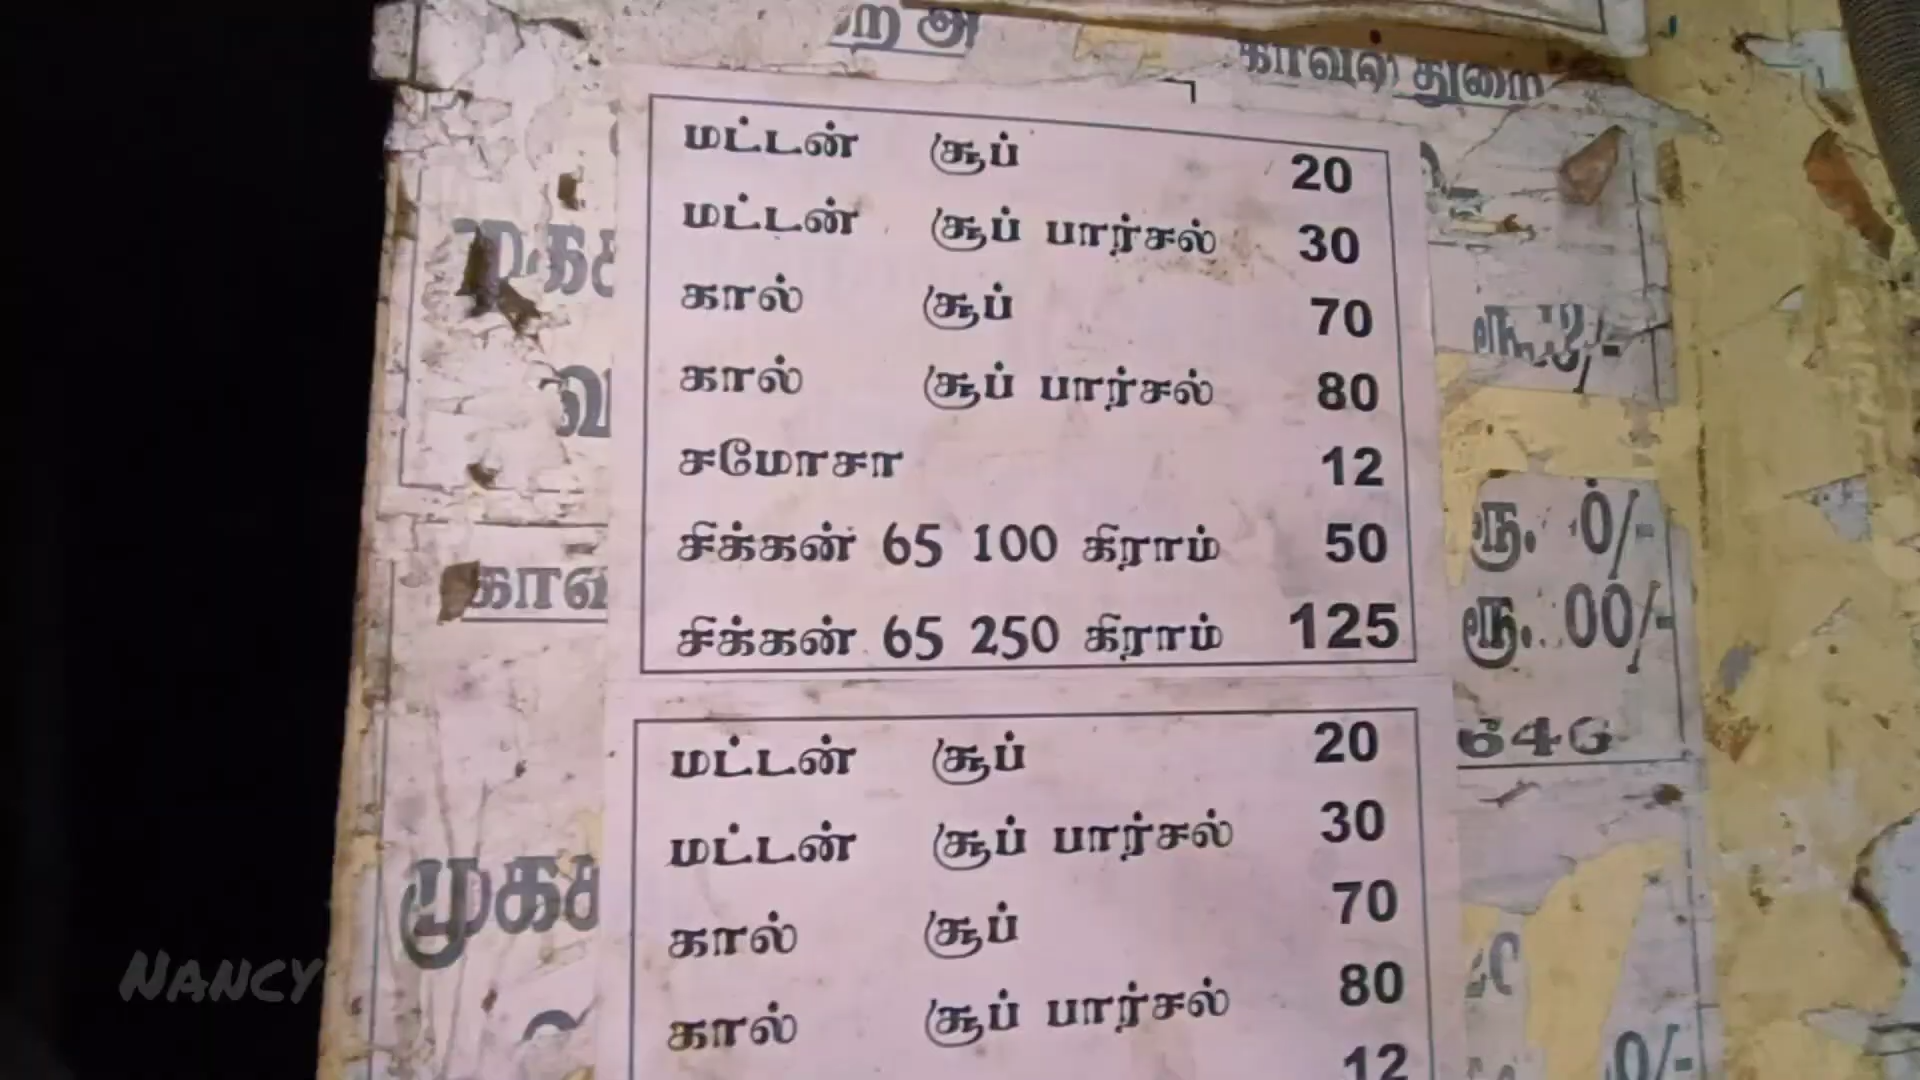 காவல் துறை
மட்டன் சூப் 20
மட்டன் சூப் பார்சல் 30
கால் சூப் 70
கால் சூப் பார்சல் 80
சமோசா 12
சிக்கன் 65 100 கிராம் 50
சிக்கன் 65 250 கிராம் 125
மட்டன் சூப் 20
மட்டன் சூப் பார்சல் 30
கால் சூப் 70
கால் சூப் பார்சல் 80
12
NANCY